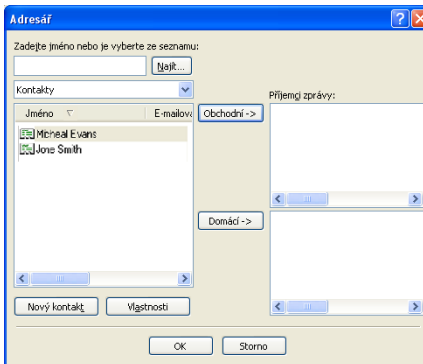 Adresář
Zadejte jméno nebo je vyberte ze seznamu:
Najít...
Kontakty
Příjemci zprávy:
Jméno E-mailova
Obchodní ->
Micheal Evans
Jone Smith
Domácí ->
Nový kontakt Vlastnosti
OK Storno